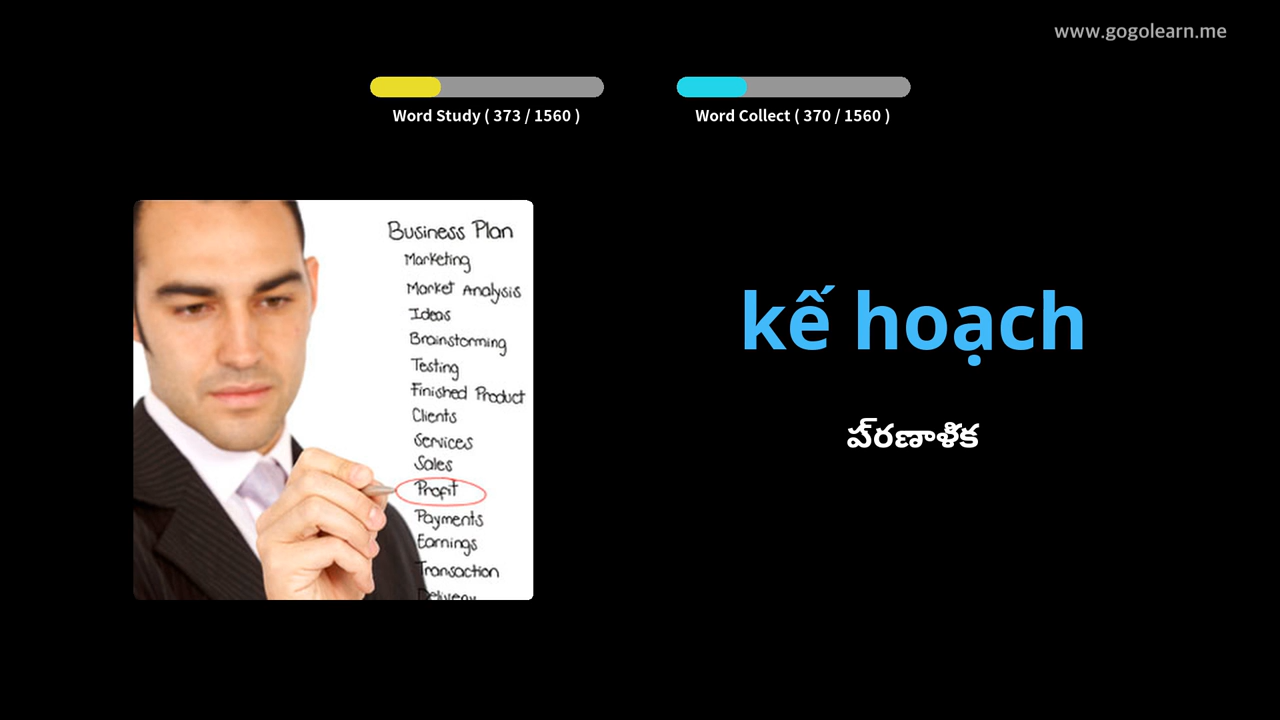 www.gogolearn.me
Word Study ( 373 / 1560 )
Word Collect ( 370 / 1560 )
Business Plan
Marketing
Market Analysis
Ideas
Brainstorming
Testing
Finished Product
Clients
Services
Sales
Profit
Payments
Earnings
Transaction
Delivery
kế hoạch
ప్రణాళిక